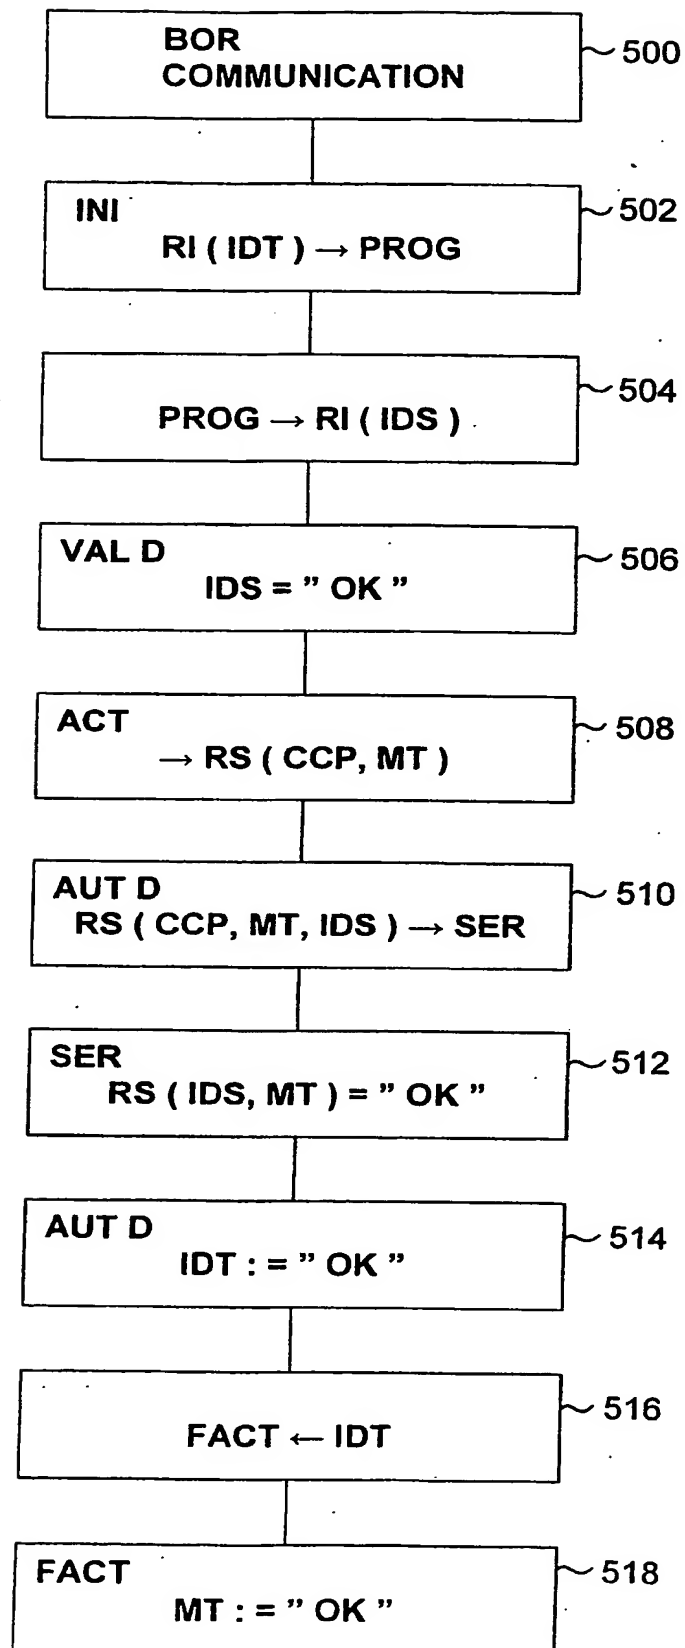 BOR
COMMUNICATION
500
INI
RI ( IDT ) → PROG
502
PROG → RI ( IDS )
504
VAL D
IDS = ” OK ”
506
ACT
→ RS ( CCP, MT )
508
AUT D
RS ( CCP, MT, IDS ) → SER
510
SER
RS ( IDS, MT ) = ” OK ”
512
AUT D
IDT : = ” OK ”
514
FACT ← IDT
516
FACT
MT : = ” OK ”
518